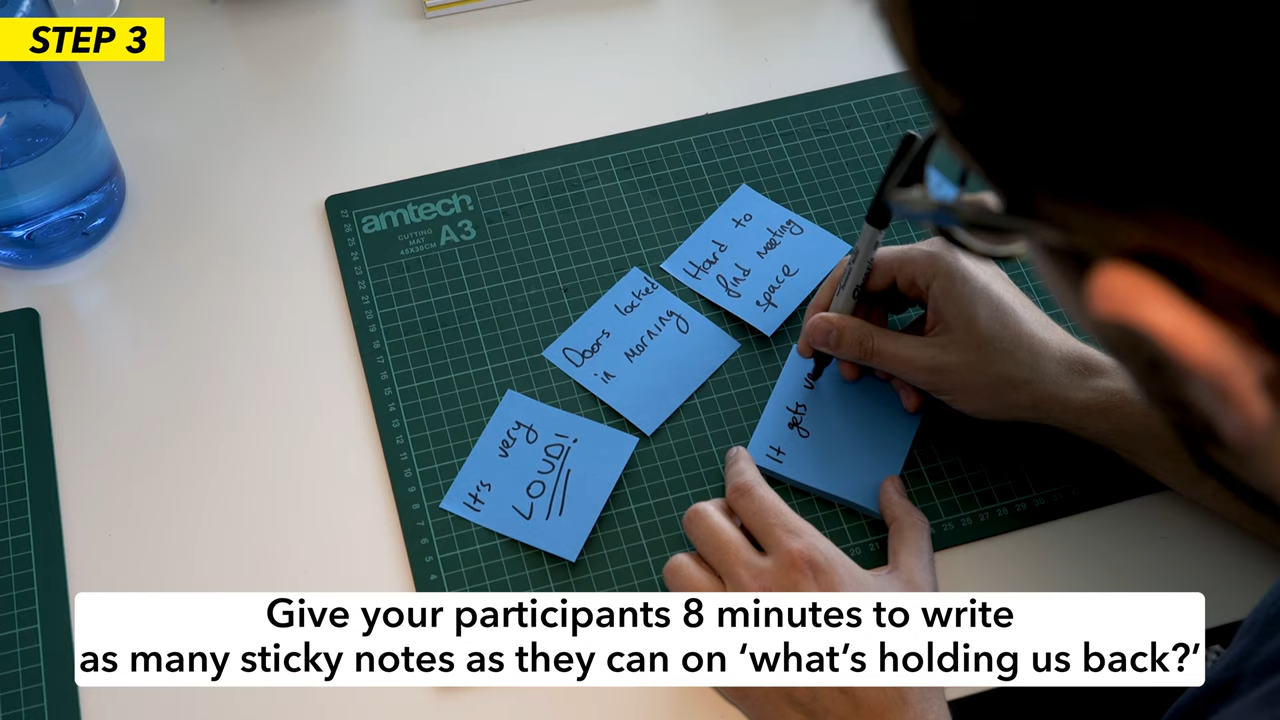 STEP 3
amtech
CUTTING
MAT
45X30CM
A3
Hard to
find meeting
space
Doors locked
in morning
It's very
LOUD!
It gets
Give your participants 8 minutes to write
as many sticky notes as they can on ‘what’s holding us back?’